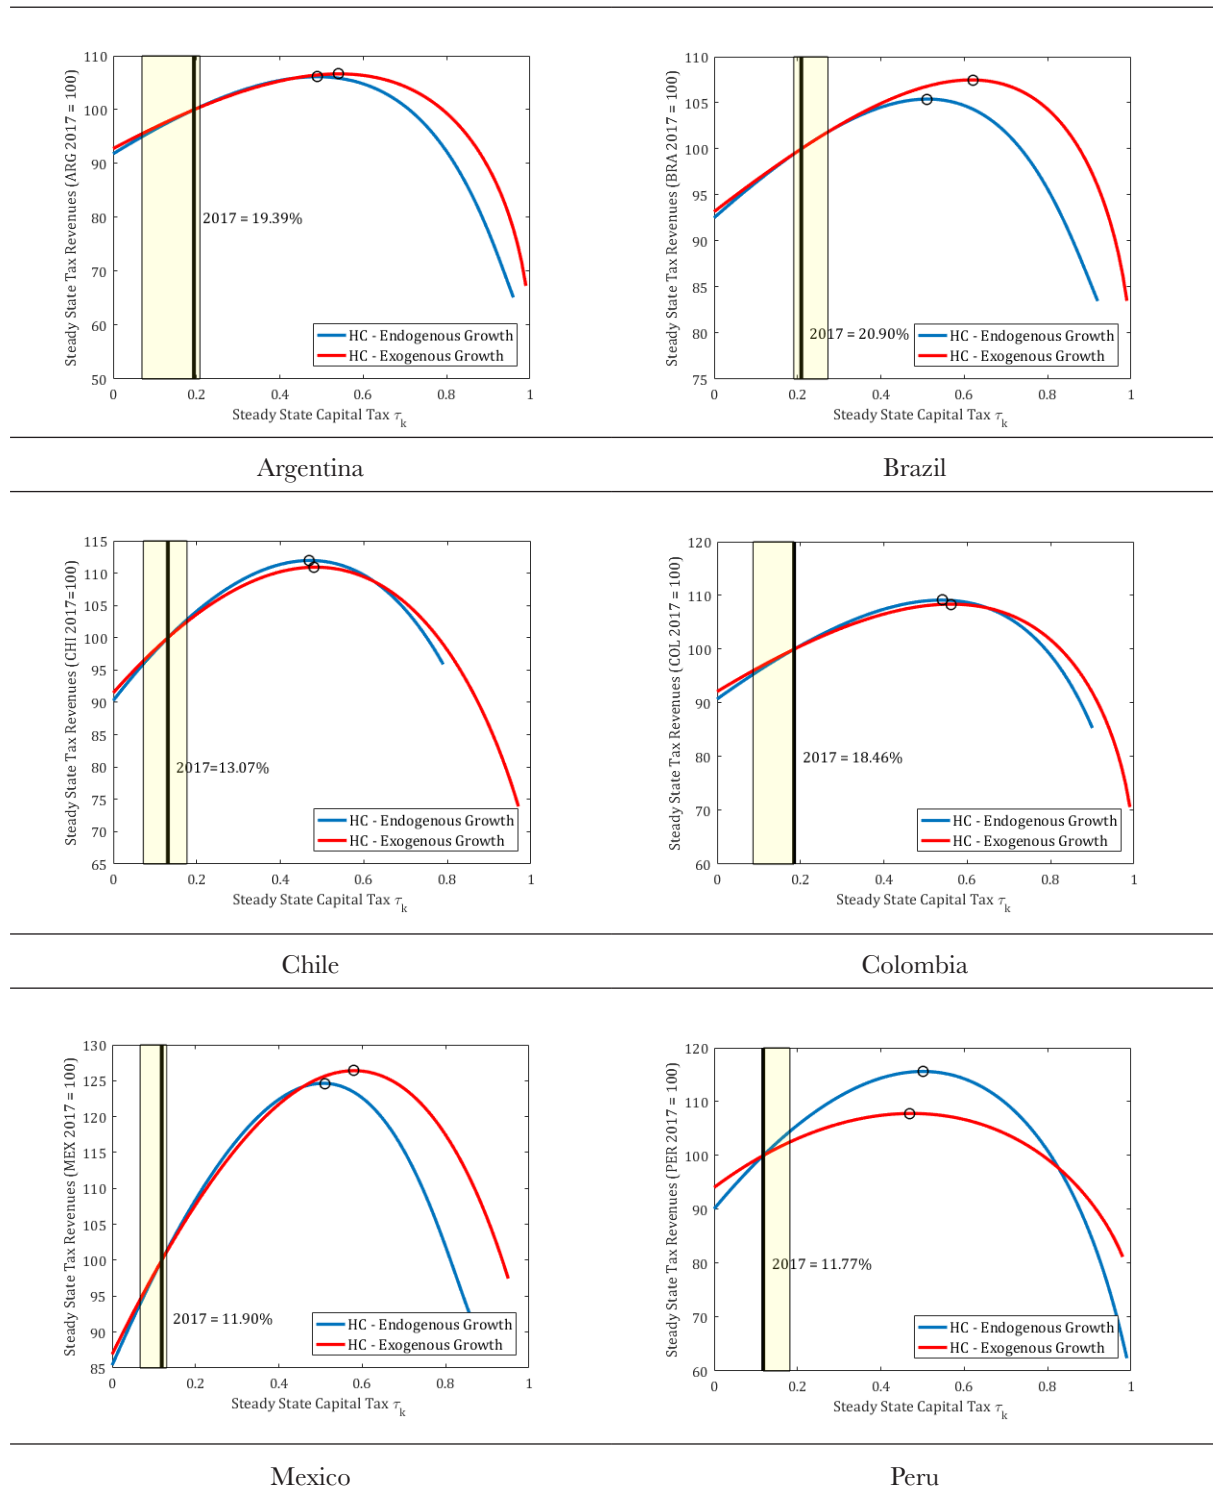 110
100
90
80
70
60
50
Steady State Tax Revenues (ARG 2017 = 100)
2017 = 19.39%
HC - Endogenous Growth
HC - Exogenous Growth
0 0.2 0.4 0.6 0.8 1
Steady State Capital Tax τk
110
105
100
95
90
85
80
75
Steady State Tax Revenues (BRA 2017 = 100)
2017 = 20.90%
HC - Endogenous Growth
HC - Exogenous Growth
0 0.2 0.4 0.6 0.8 1
Steady State Capital Tax τk
Argentina
Brazil
115
110
105
100
95
90
85
80
75
70
65
Steady State Tax Revenues (CHI 2017=100)
2017=13.07%
HC - Endogenous Growth
HC - Exogenous Growth
0 0.2 0.4 0.6 0.8 1
Steady State Capital Tax τk
120
110
100
90
80
70
60
Steady State Tax Revenues (COL 2017 = 100)
2017 = 18.46%
HC - Endogenous Growth
HC - Exogenous Growth
0 0.2 0.4 0.6 0.8 1
Steady State Capital Tax τk
Chile
Colombia
130
125
120
115
110
105
100
95
90
85
Steady State Tax Revenues (MEX 2017 = 100)
2017 = 11.90%
HC - Endogenous Growth
HC - Exogenous Growth
0 0.2 0.4 0.6 0.8 1
Steady State Capital Tax τk
120
110
100
90
80
70
60
Steady State Tax Revenues (PER 2017 = 100)
2017 = 11.77%
HC - Endogenous Growth
HC - Exogenous Growth
0 0.2 0.4 0.6 0.8 1
Steady State Capital Tax τk
Mexico
Peru